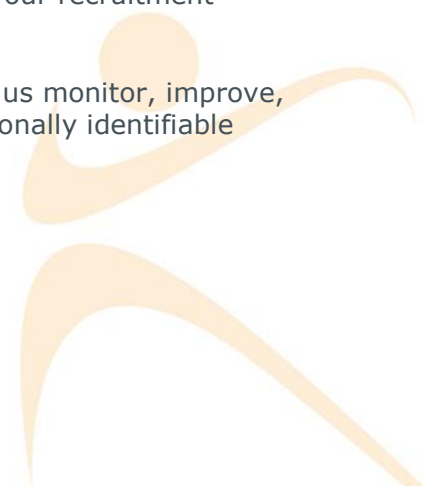 our recruitment
us monitor, improve,
onally identifiable